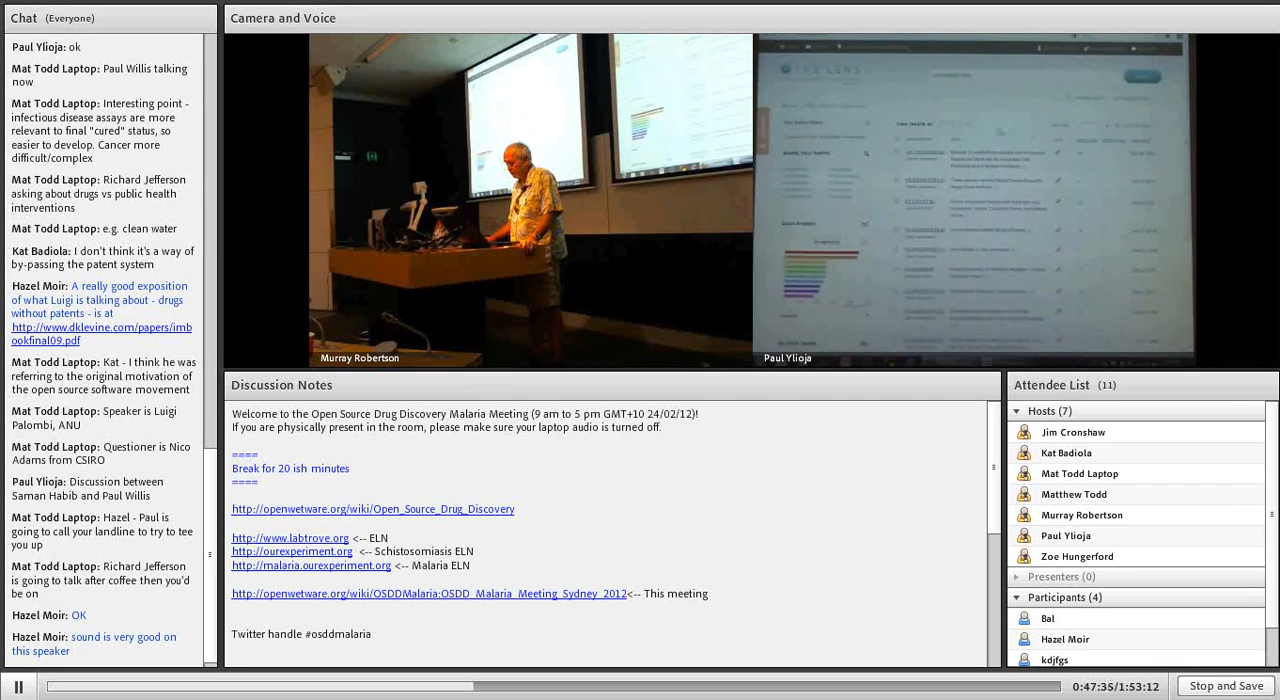 Chat (Everyone)
Paul Ylioja: ok
Mat Todd Laptop: Paul Willis talking
now
Mat Todd Laptop: Interesting point -
infectious disease assays are more
relevant to final "cured" status, so
easier to develop. Cancer more
difficult/complex
Mat Todd Laptop: Richard Jefferson
asking about drugs vs public health
interventions
Mat Todd Laptop: e.g. clean water
Kat Badiola: I don't think it's a way of
by-passing the patent system
Hazel Moir: A really good exposition
of what Luigi is talking about - drugs
without patents - is at
http://www.dklevine.com/papers/imb
ookfinal09.pdf
Mat Todd Laptop: Kat - I think he was
referring to the original motivation of
the open source software movement
Mat Todd Laptop: Speaker is Luigi
Palombi, ANU
Mat Todd Laptop: Questioner is Nico
Adams from CSIRO
Paul Ylioja: Discussion between
Saman Habib and Paul Willis
Mat Todd Laptop: Hazel - Paul is
going to call your landline to try to tee
you up
Mat Todd Laptop: Richard Jefferson
is going to talk after coffee then you'd
be on
Hazel Moir: OK
Hazel Moir: sound is very good on
this speaker
Camera and Voice
THE LENS
Murray Robertson
Paul Ylioja
Discussion Notes
Welcome to the Open Source Drug Discovery Malaria Meeting (9 am to 5 pm GMT+10 24/02/12)!
If you are physically present in the room, please make sure your laptop audio is turned off.
====
Break for 20 ish minutes
====
http://openwetware.org/wiki/Open_Source_Drug_Discovery
http://www.labtrove.org <-- ELN
http://ourexperiment.org <-- Schistosomiasis ELN
http://malaria.ourexperiment.org <-- Malaria ELN
http://openwetware.org/wiki/OSDDMalaria:OSDD_Malaria_Meeting_Sydney_2012<-- This meeting
Twitter handle #osddmalaria
Attendee List (11)
Hosts (7)
Jim Cronshaw
Kat Badiola
Mat Todd Laptop
Matthew Todd
Murray Robertson
Paul Ylioja
Zoe Hungerford
Presenters (0)
Participants (4)
Bal
Hazel Moir
kdjfgs
0:47:35/1:53:12
Stop and Save